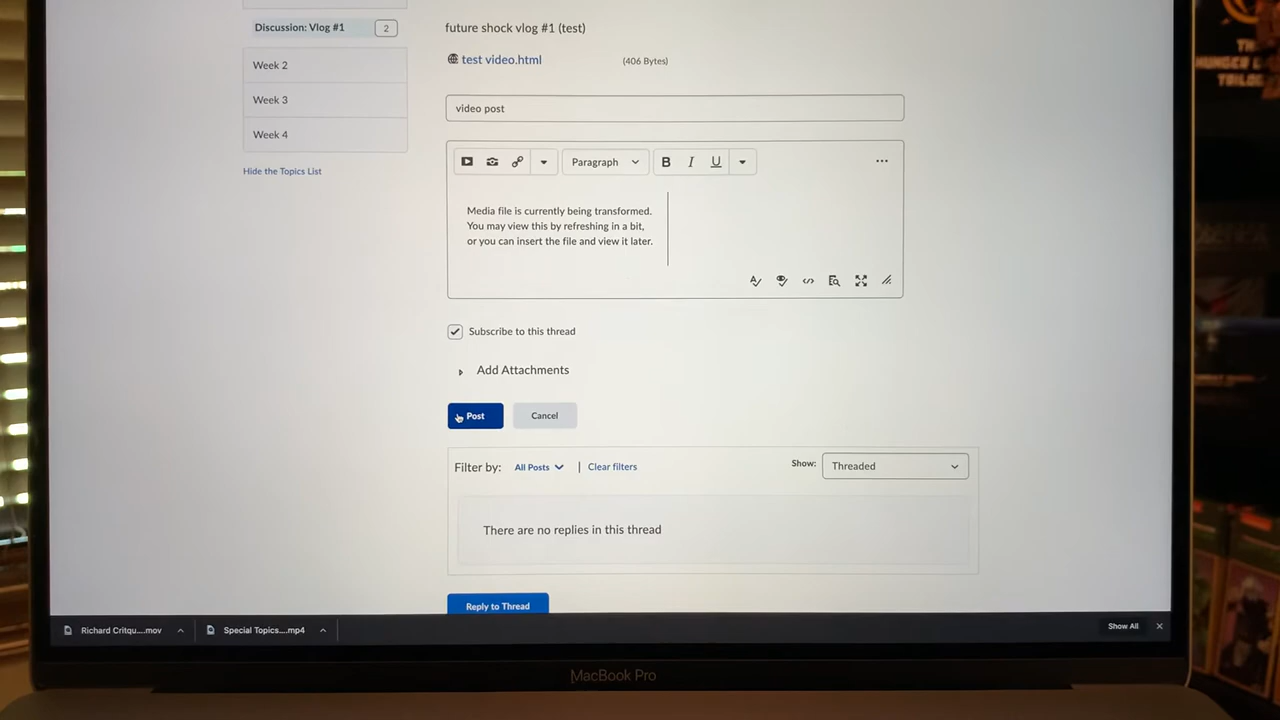 Discussion: Vlog #1
2
Week 2
Week 3
Week 4
Hide the Topics List
future shock vlog #1 (test)
test video.html
(406 Bytes)
video post
Paragraph
B
I
U
Media file is currently being transformed.
You may view this by refreshing in a bit,
or you can insert the file and view it later.
Subscribe to this thread
Add Attachments
Post
Cancel
Filter by:
All Posts
Clear filters
Show:
Threaded
There are no replies in this thread
Reply to Thread
Richard Critqu....mov
Special Topics....mp4
Show All
MacBook Pro